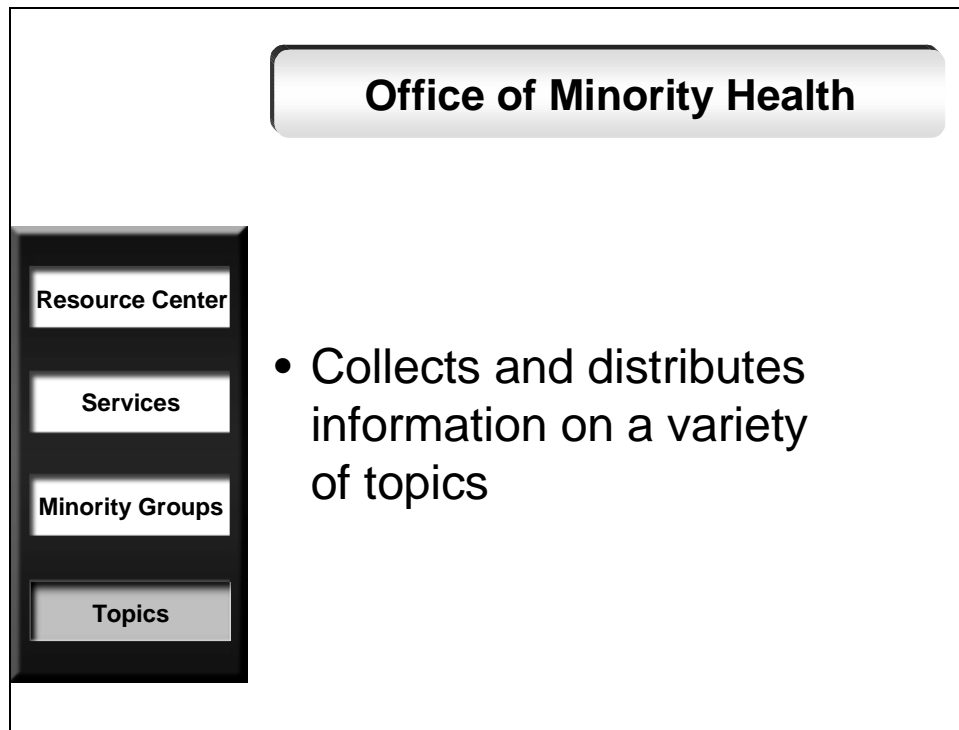 Office of Minority Health
Resource Center
Services
Minority Groups
Topics
• Collects and distributes
information on a variety
of topics